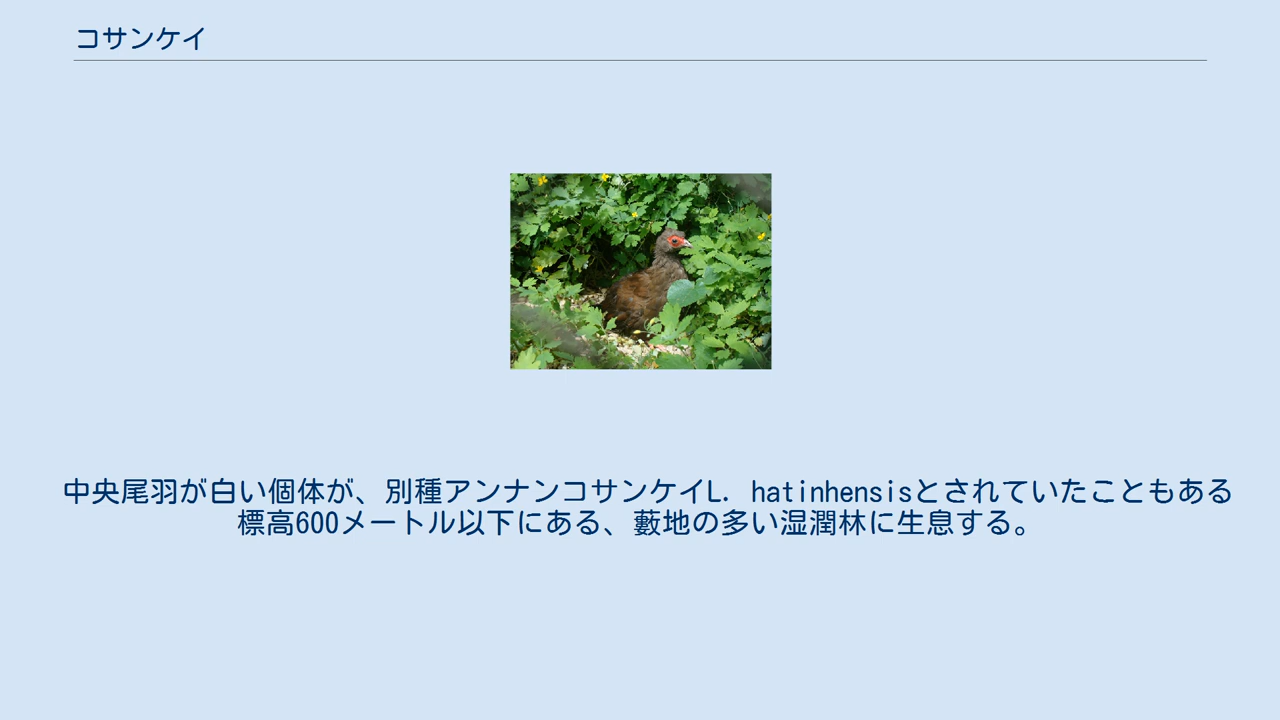 コサンケイ
中央尾羽が白い個体が、別種アンナンコサンケイL. hatinhensisとされていたこともある
標高600メートル以下にある、藪地の多い湿潤林に生息する。